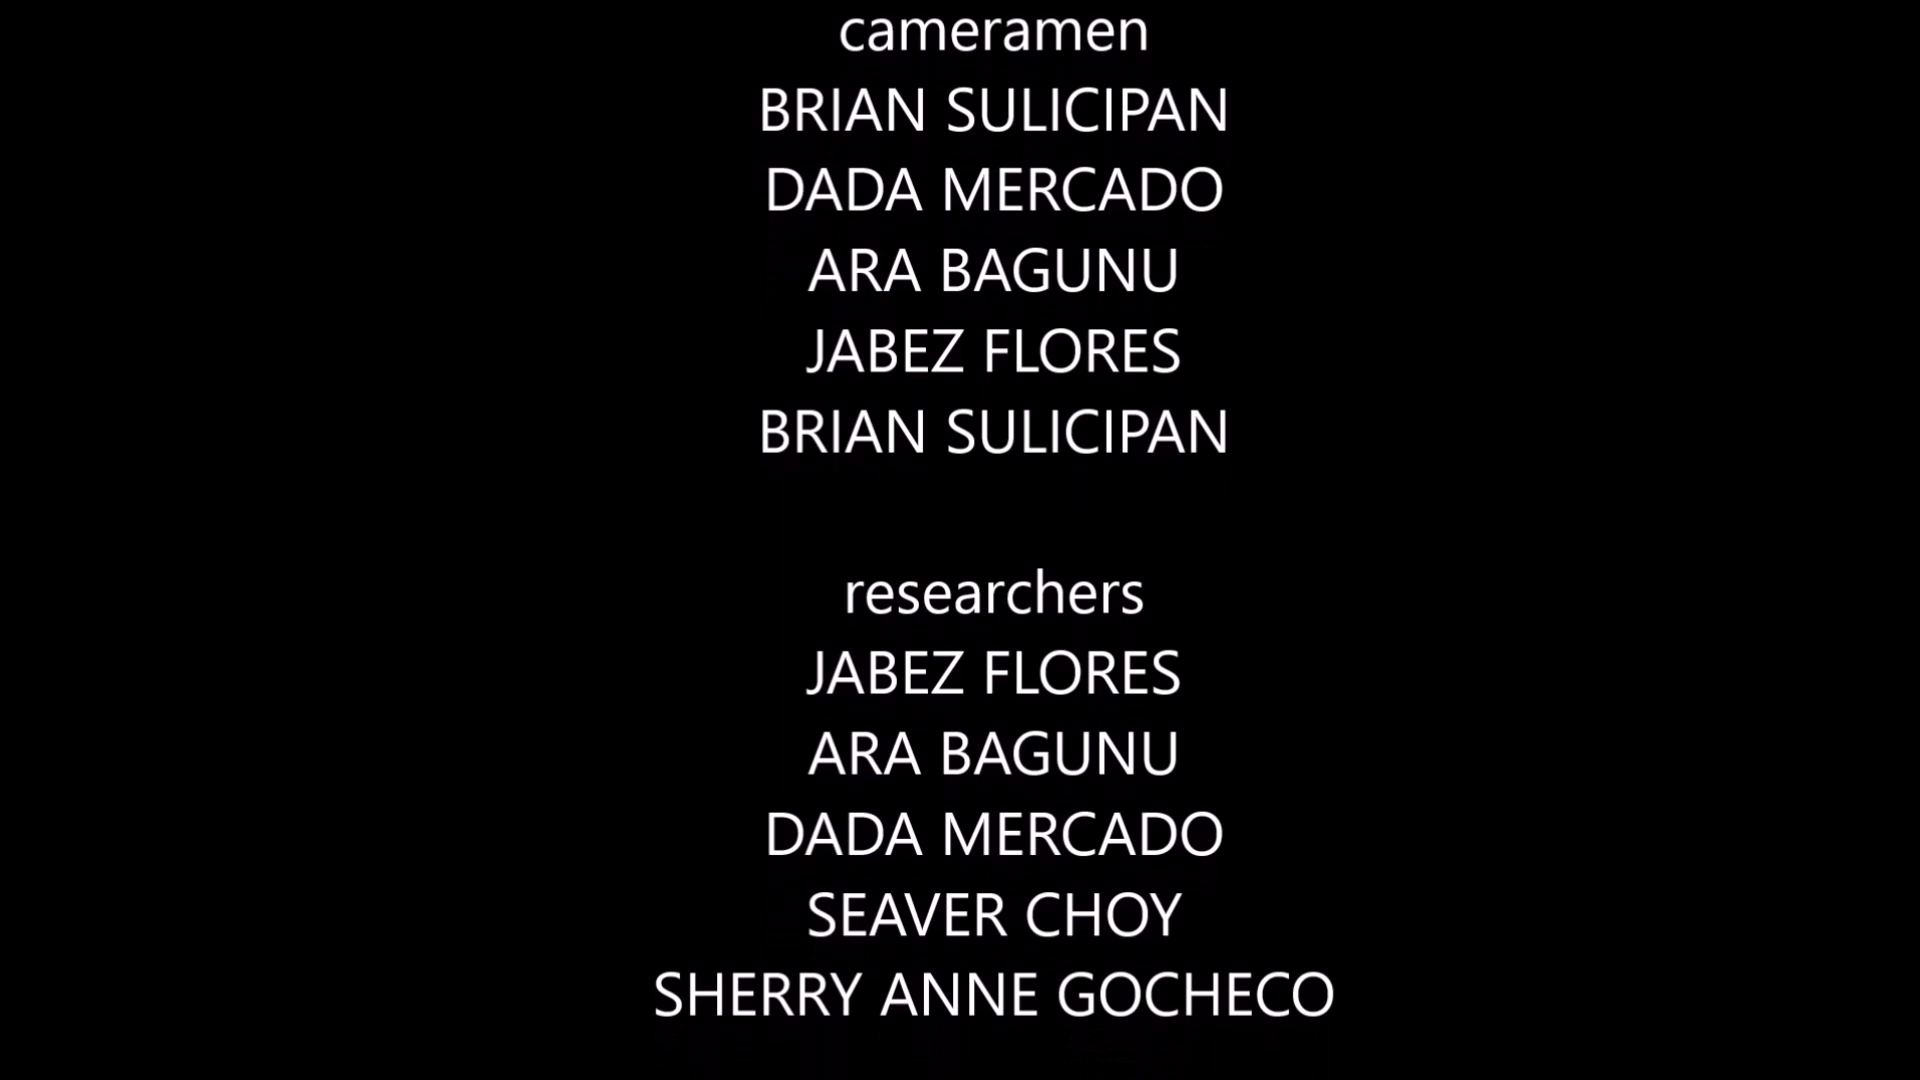 cameramen
BRIAN SULICIPAN
DADA MERCADO
ARA BAGUNU
JABEZ FLORES
BRIAN SULICIPAN
researchers
JABEZ FLORES
ARA BAGUNU
DADA MERCADO
SEAVER CHOY
SHERRY ANNE GOCHECO